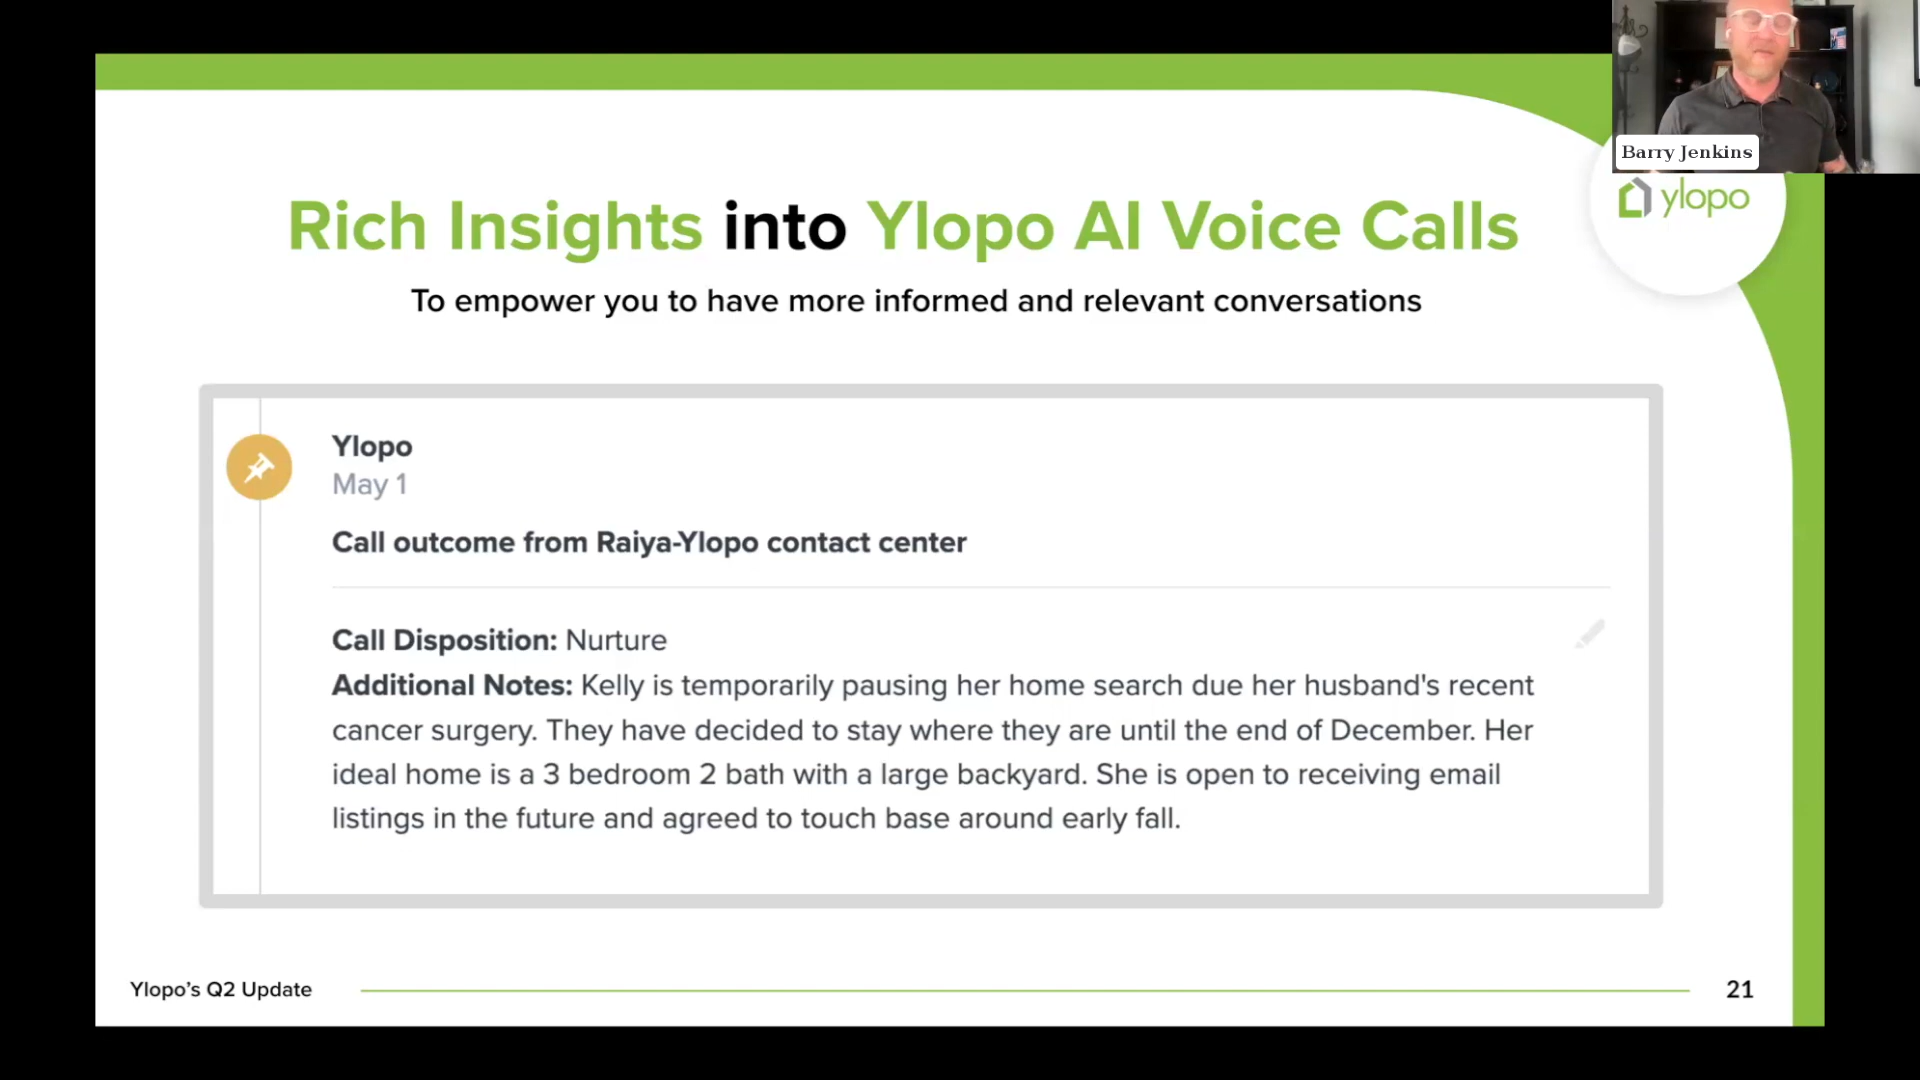 Barry Jenkins
ylopo
Rich Insights into Ylopo AI Voice Calls
To empower you to have more informed and relevant conversations
Ylopo
May 1
Call outcome from Raiya-Ylopo contact center
Call Disposition: Nurture
Additional Notes: Kelly is temporarily pausing her home search due her husband's recent
cancer surgery. They have decided to stay where they are until the end of December. Her
ideal home is a 3 bedroom 2 bath with a large backyard. She is open to receiving email
listings in the future and agreed to touch base around early fall.
Ylopo’s Q2 Update
21